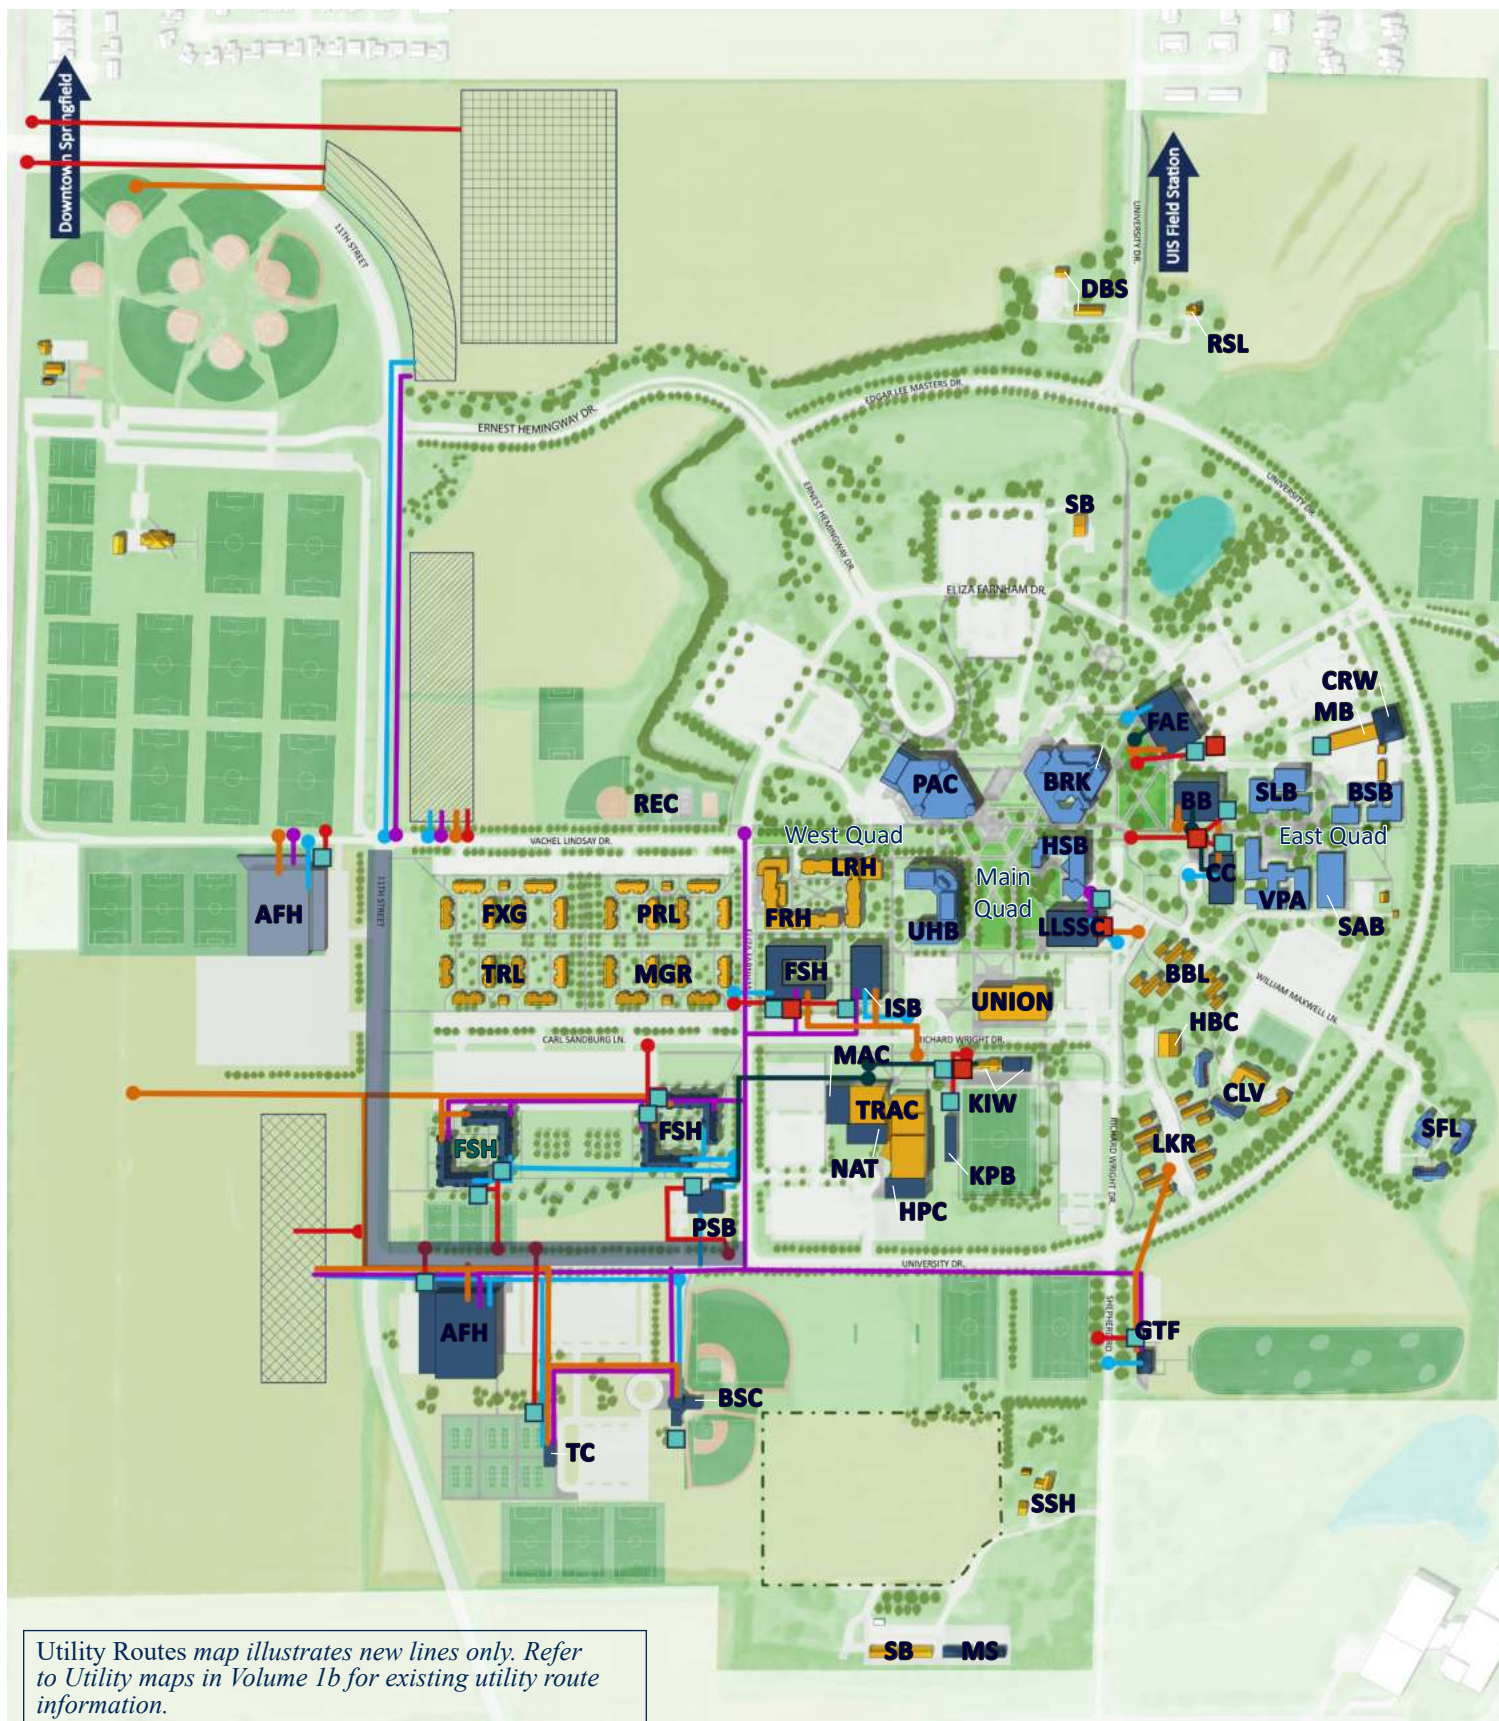 Downtown Springfield
UIS Field Station
UNIVERSITY DR.
11TH STREET
DBS
RSL
EDGAR LEE MASTERS DR.
ERNEST HEMINGWAY DR.
ERNEST HEMINGWAY DR.
UNIVERSITY DR.
SB
ELIZA FARNHAM DR.
CRW
MB
FAE
PAC
BRK
SLB
BSB
BB
REC
West Quad
East Quad
VACHEL LINDSAY DR.
HSB
LRH
Main
Quad
CC
VPA
11TH STREET
AFH
FXG
PRL
FRH
UHB
LLSSC
SAB
TRL
MGR
FSH
BBL
WILLIAM MAXWELL LN.
ISB
UNION
HBC
CARL SANDBURG LN.
RICHARD WRIGHT DR.
MAC
KIW
CLV
TRAC
FSH
FSH
LKR
SFL
NAT
KPB
RICHARD WRIGHT DR.
HPC
PSB
UNIVERSITY DR.
SHEPHERD RD
GTF
AFH
BSC
TC
SSH
SB
MS
Utility Routes map illustrates new lines only. Refer
to Utility maps in Volume 1b for existing utility route
information.